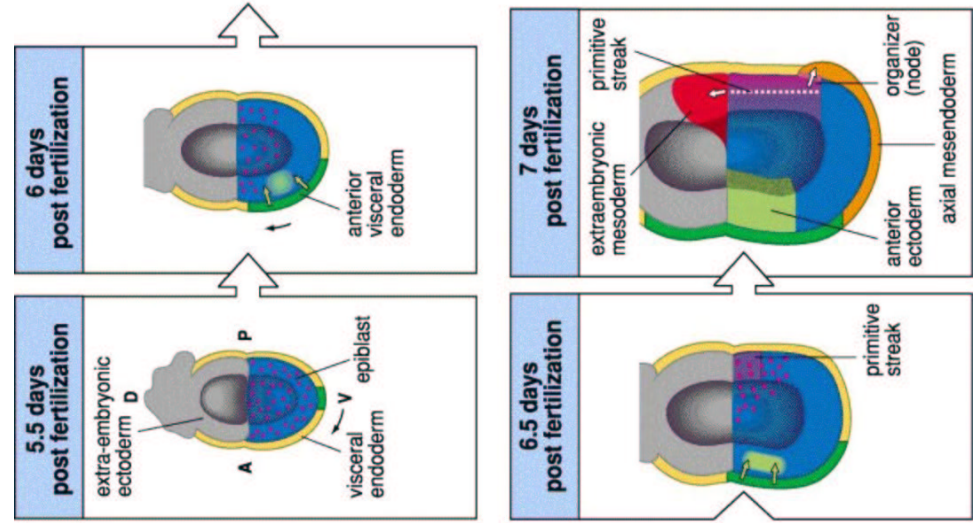 5.5 days
post fertilization
extra-embryonic
ectoderm
D
A
P
V
visceral
endoderm
epiblast
6 days
post fertilization
anterior
visceral
endoderm
6.5 days
post fertilization
primitive
streak
7 days
post fertilization
extraembryonic
mesoderm
primitive
streak
anterior
ectoderm
axial mesendoderm
organizer
(node)